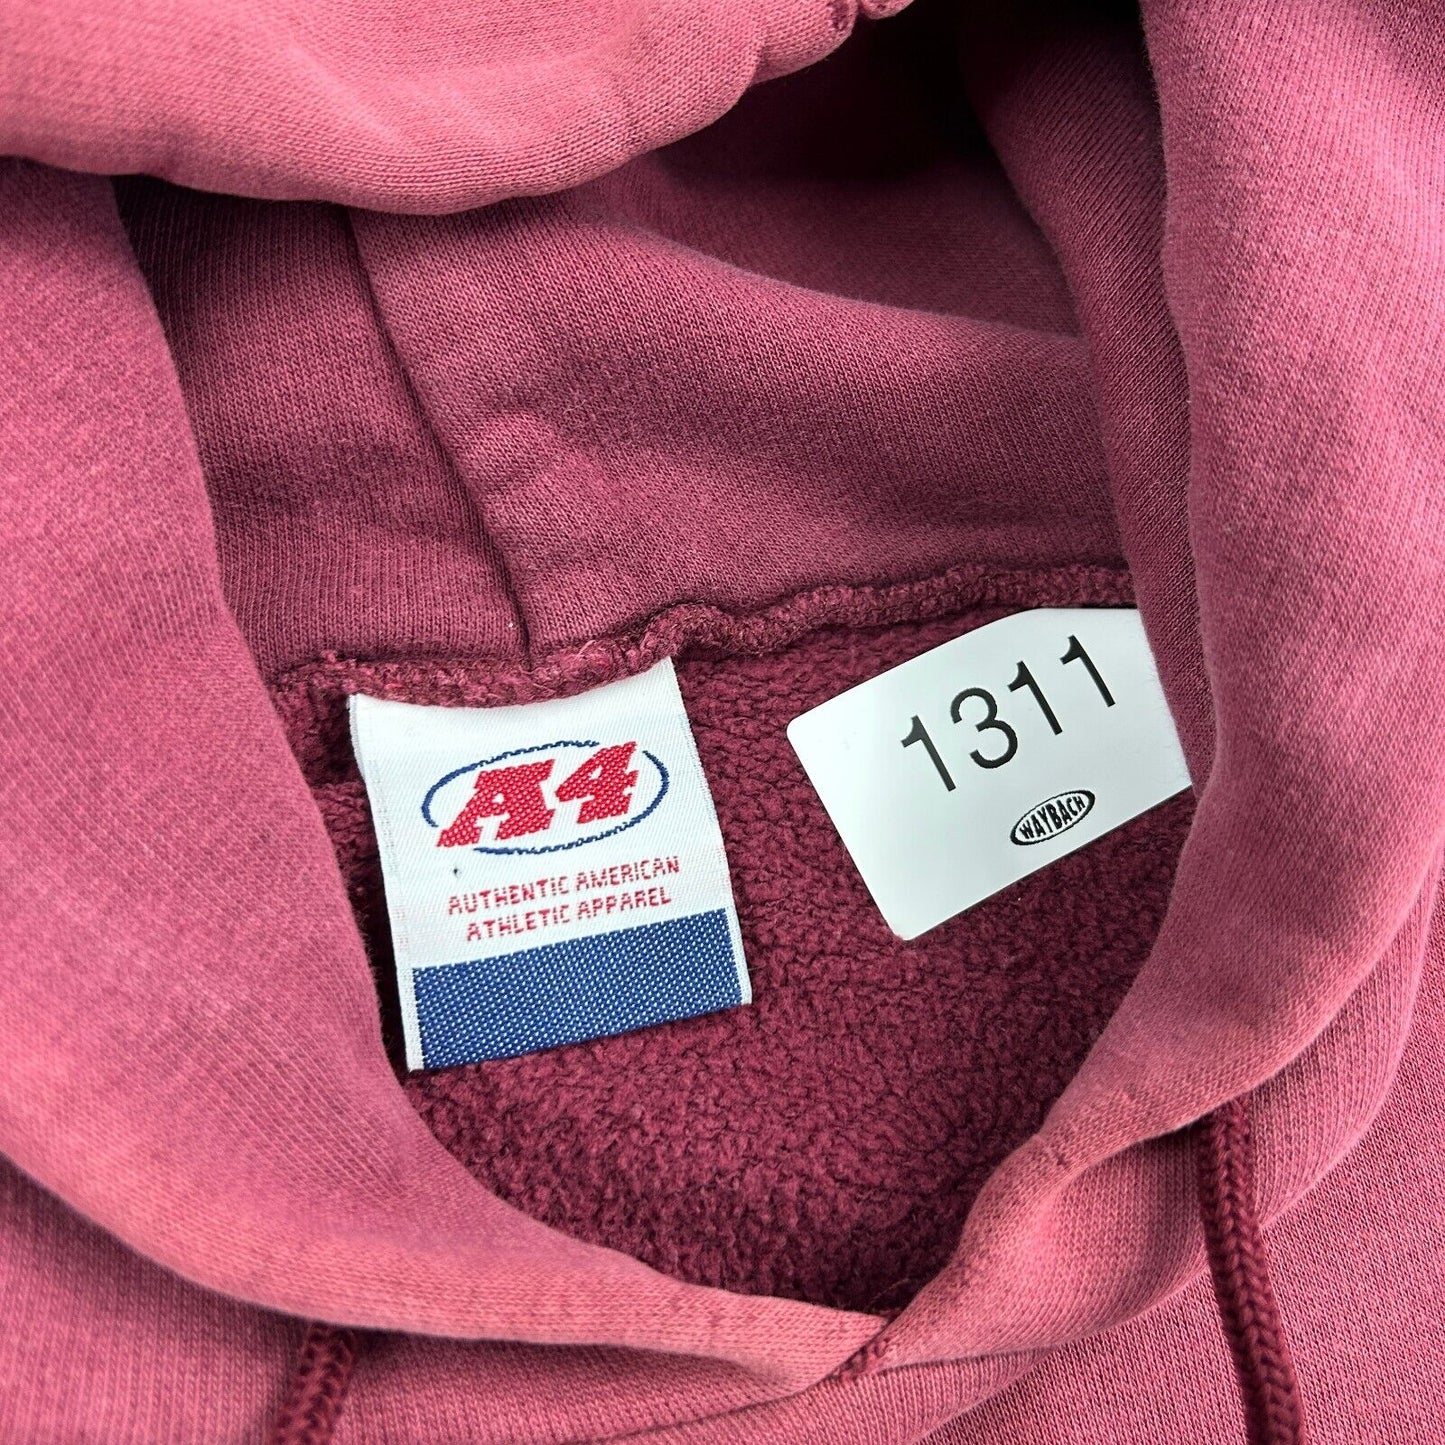 A4
AUTHENTIC AMERICAN
ATHLETIC APPAREL
1311
WAYBACH